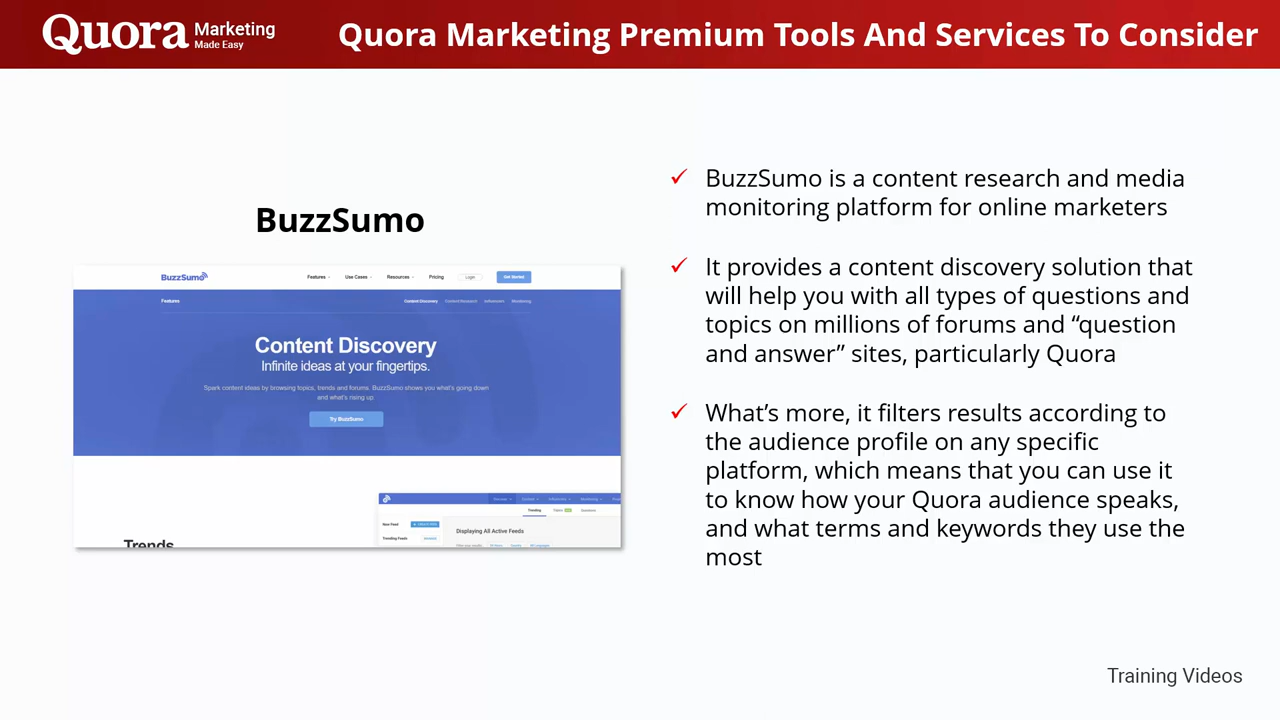 Quora Marketing
Made Easy
Quora Marketing Premium Tools And Services To Consider
BuzzSumo
BuzzSumo
Features
Use Cases
Resources
Pricing
Login
Get Started
Features
Content Discovery
Content Research
Influencers
Monitoring
Content Discovery
Infinite ideas at your fingertips.
Spark content ideas by browsing topics, trends and forums. BuzzSumo shows you what's going down
and what's rising up.
Try BuzzSumo
Trends
Trending
Topics
Questions
New Feed
Trending Feeds
Displaying All Active Feeds
BuzzSumo is a content research and media
monitoring platform for online marketers
It provides a content discovery solution that
will help you with all types of questions and
topics on millions of forums and “question
and answer” sites, particularly Quora
What’s more, it filters results according to
the audience profile on any specific
platform, which means that you can use it
to know how your Quora audience speaks,
and what terms and keywords they use the
most
Training Videos